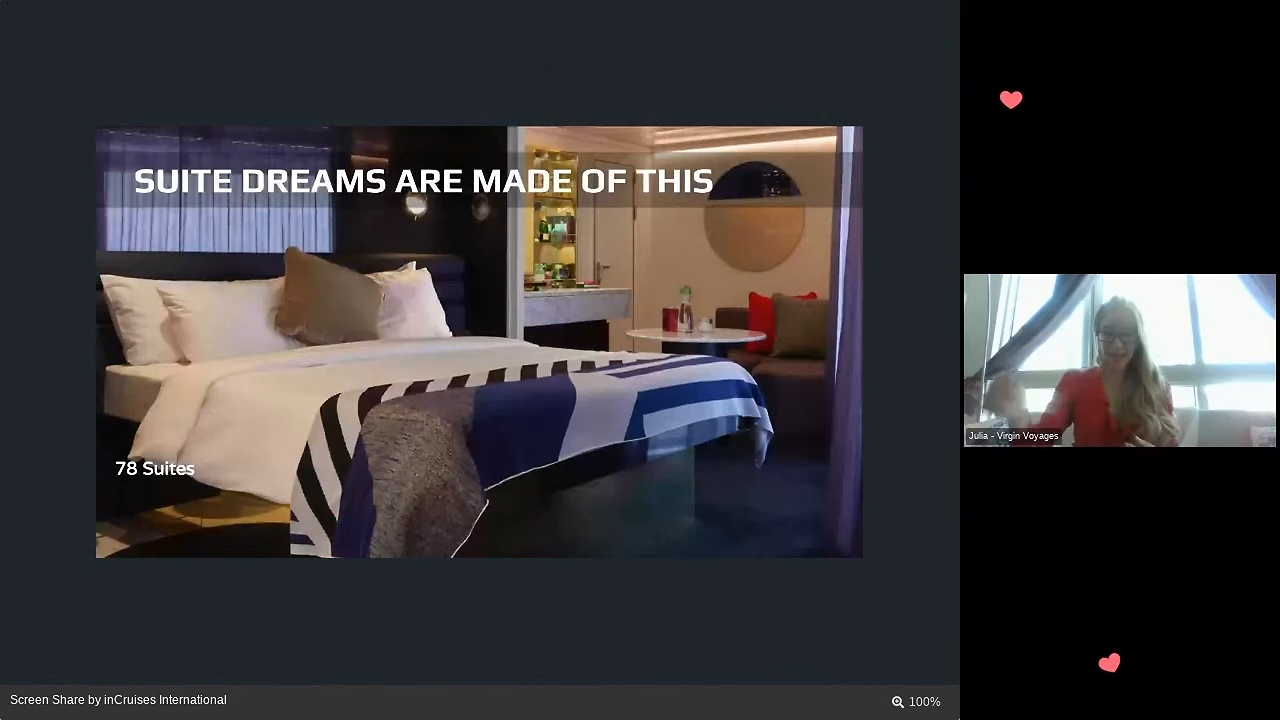 SUITE DREAMS ARE MADE OF THIS
78 Suites
Julia - Virgin Voyages
Screen Share by inCruises International
100%